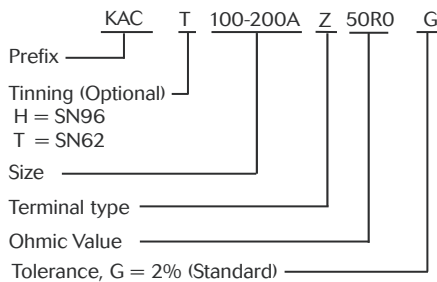 KAC T 100-200A Z 50R0 G
Prefix
Tinning (Optional)
H = SN96
T = SN62
Size
Terminal type
Ohmic Value
Tolerance, G = 2% (Standard)